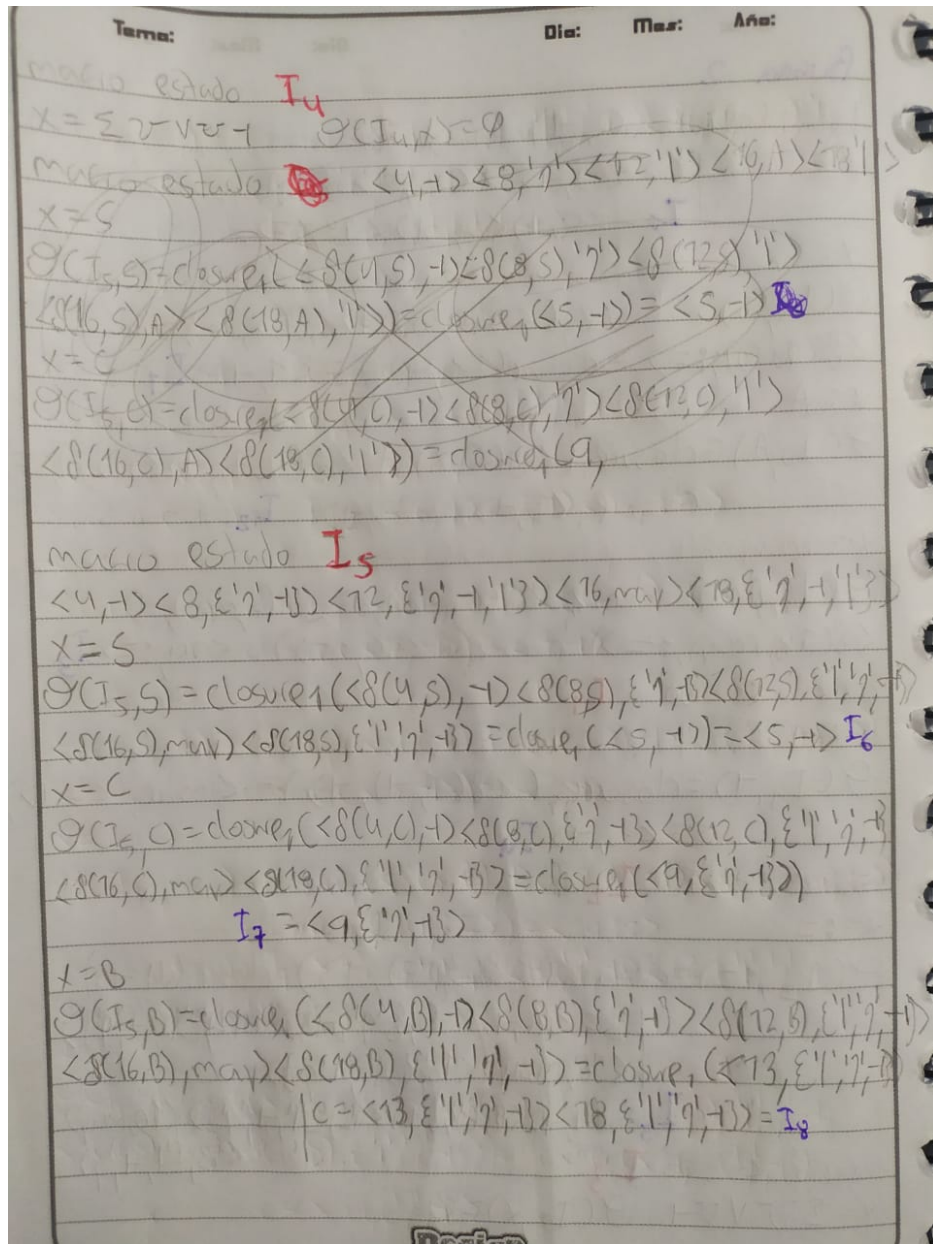 Tema: Dia: Mes: Año:
macro estado I4
X = Σ ∪ V ∪ -1 θ(I4,X)=Φ
macro estado <4,-1><8,'?'><12,'|'><16,A><18'|'>
X=S
θ(I5,S)=closure1(<δ(4,S),-1><δ(8,S),'?'><δ(12,S)'|'>
<δ(16,S),A><δ(18,A),'|'>)=closure1(<5,-1>)=<5,-1>
X=C
θ(I5,C)=closure1(<δ(4,C),-1><δ(8,C),'?'><δ(12,C),'|'>
<δ(16,C),A><δ(18,C),'|'>)=closure1(9,
macro estado I5
<4,-1><8,{'?',-1}><12,{'?',-1,'|'}><16,may><18,{'?',-1,'|'}>
X=S
θ(I5,S)=closure1(<δ(4,S),-1><δ(8,S),{'?',-1}><δ(12,S),{'|','?',-1}>
<δ(16,S),may><δ(18,S),{'|','?',-1}>=closure1(<5,-1>)=<5,-1> I6
X=C
θ(I5,C)=closure1(<δ(4,C),-1><δ(8,C),{'?',-1}><δ(12,C),{'|','?',-1}
<δ(16,C),may><δ(18,C),{'|','?',-1}>=closure1(<9,{'?',-1}>)
I7=<9,{'?',-1}>
X=B
θ(I5,B)=closure1(<δ(4,B),-1><δ(8,B),{'?',-1}><δ(12,B),{'|','?',-1}>
<δ(16,B),may><δ(18,B),{'|','?',-1}>=closure1(<13,{'|','?',-1}>
|C=<13,{'|','?',-1}><18,{'|','?',-1}>=I8